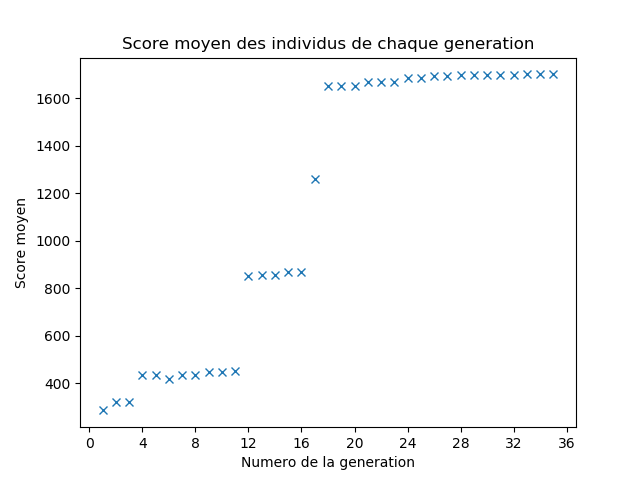 Score moyen des individus de chaque generation
Score moyen
1600
1400
1200
1000
800
600
400
0 4 8 12 16 20 24 28 32 36
Numero de la generation